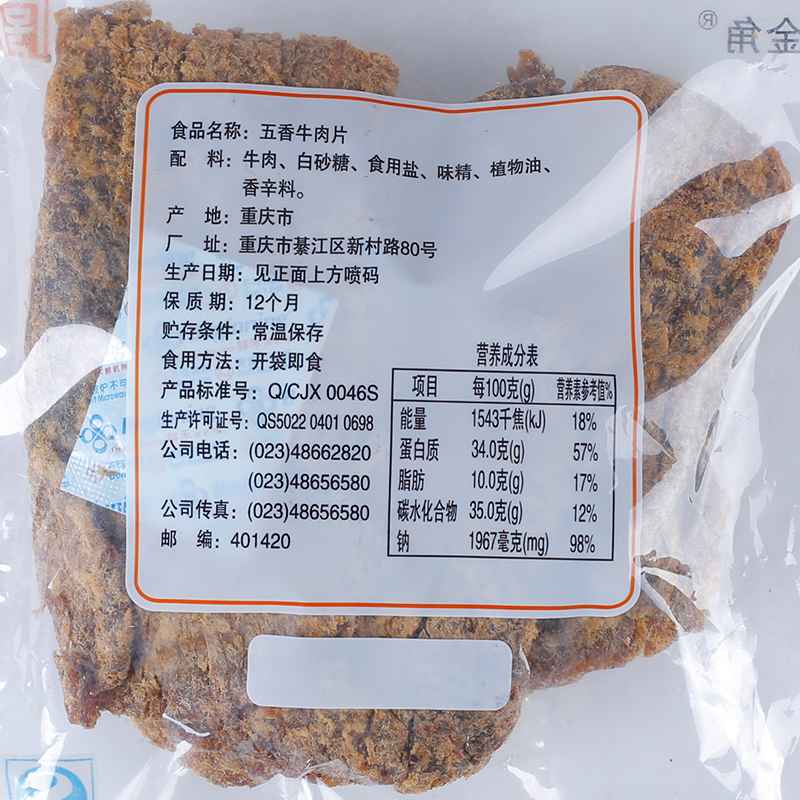 金角®
食品名称：五香牛肉片
配　料：牛肉、白砂糖、食用盐、味精、植物油、
香辛料。
产　地：重庆市
厂　址：重庆市綦江区新村路80号
生产日期：见正面上方喷码
保 质 期：12个月
贮存条件：常温保存
食用方法：开袋即食
产品标准号：Q/CJX 0046S
生产许可证号：QS5022 0401 0698
公司电话：(023)48662820
(023)48656580
公司传真：(023)48656580
邮　编：401420
营养成分表
项目 每100克(g) 营养素参考值%
能量 1543千焦(kJ) 18%
蛋白质 34.0克(g) 57%
脂肪 10.0克(g) 17%
碳水化合物 35.0克(g) 12%
钠 1967毫克(mg) 98%